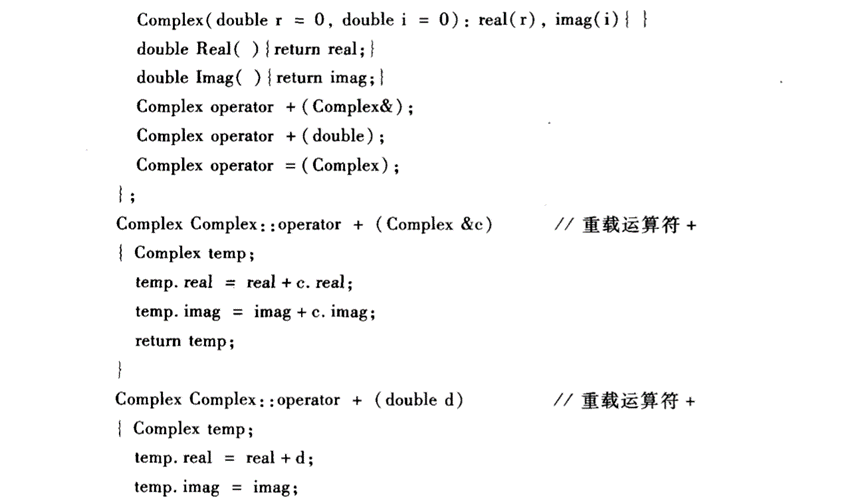 Complex(double r = 0, double i = 0): real(r), imag(i){ }
double Real( ){return real;}
double Imag( ){return imag;}
Complex operator +(Complex&);
Complex operator +(double);
Complex operator =(Complex);
};
Complex Complex::operator + (Complex &c) // 重载运算符+
{ Complex temp;
temp. real = real+c. real;
temp. imag = imag+c. imag;
return temp;
}
Complex Complex::operator + (double d) // 重载运算符+
{ Complex temp;
temp. real = real+d;
temp. imag = imag;